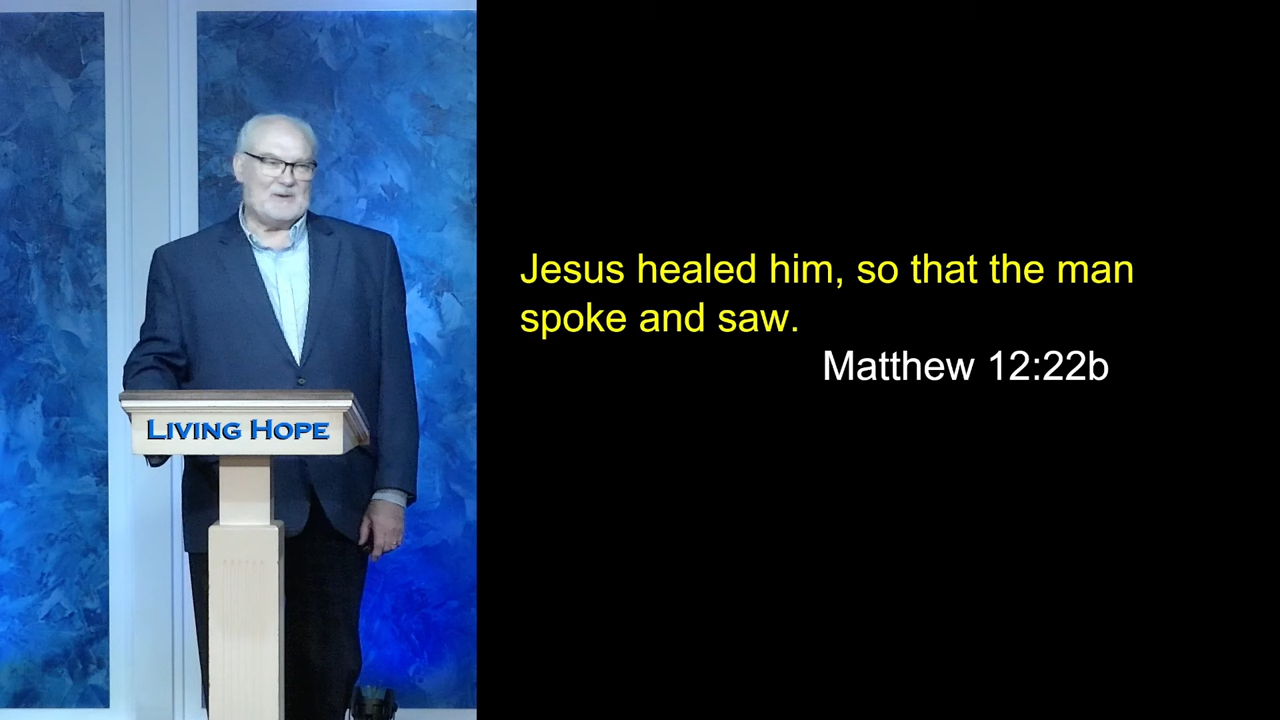 Jesus healed him, so that the man
spoke and saw.
Matthew 12:22b
LIVING HOPE